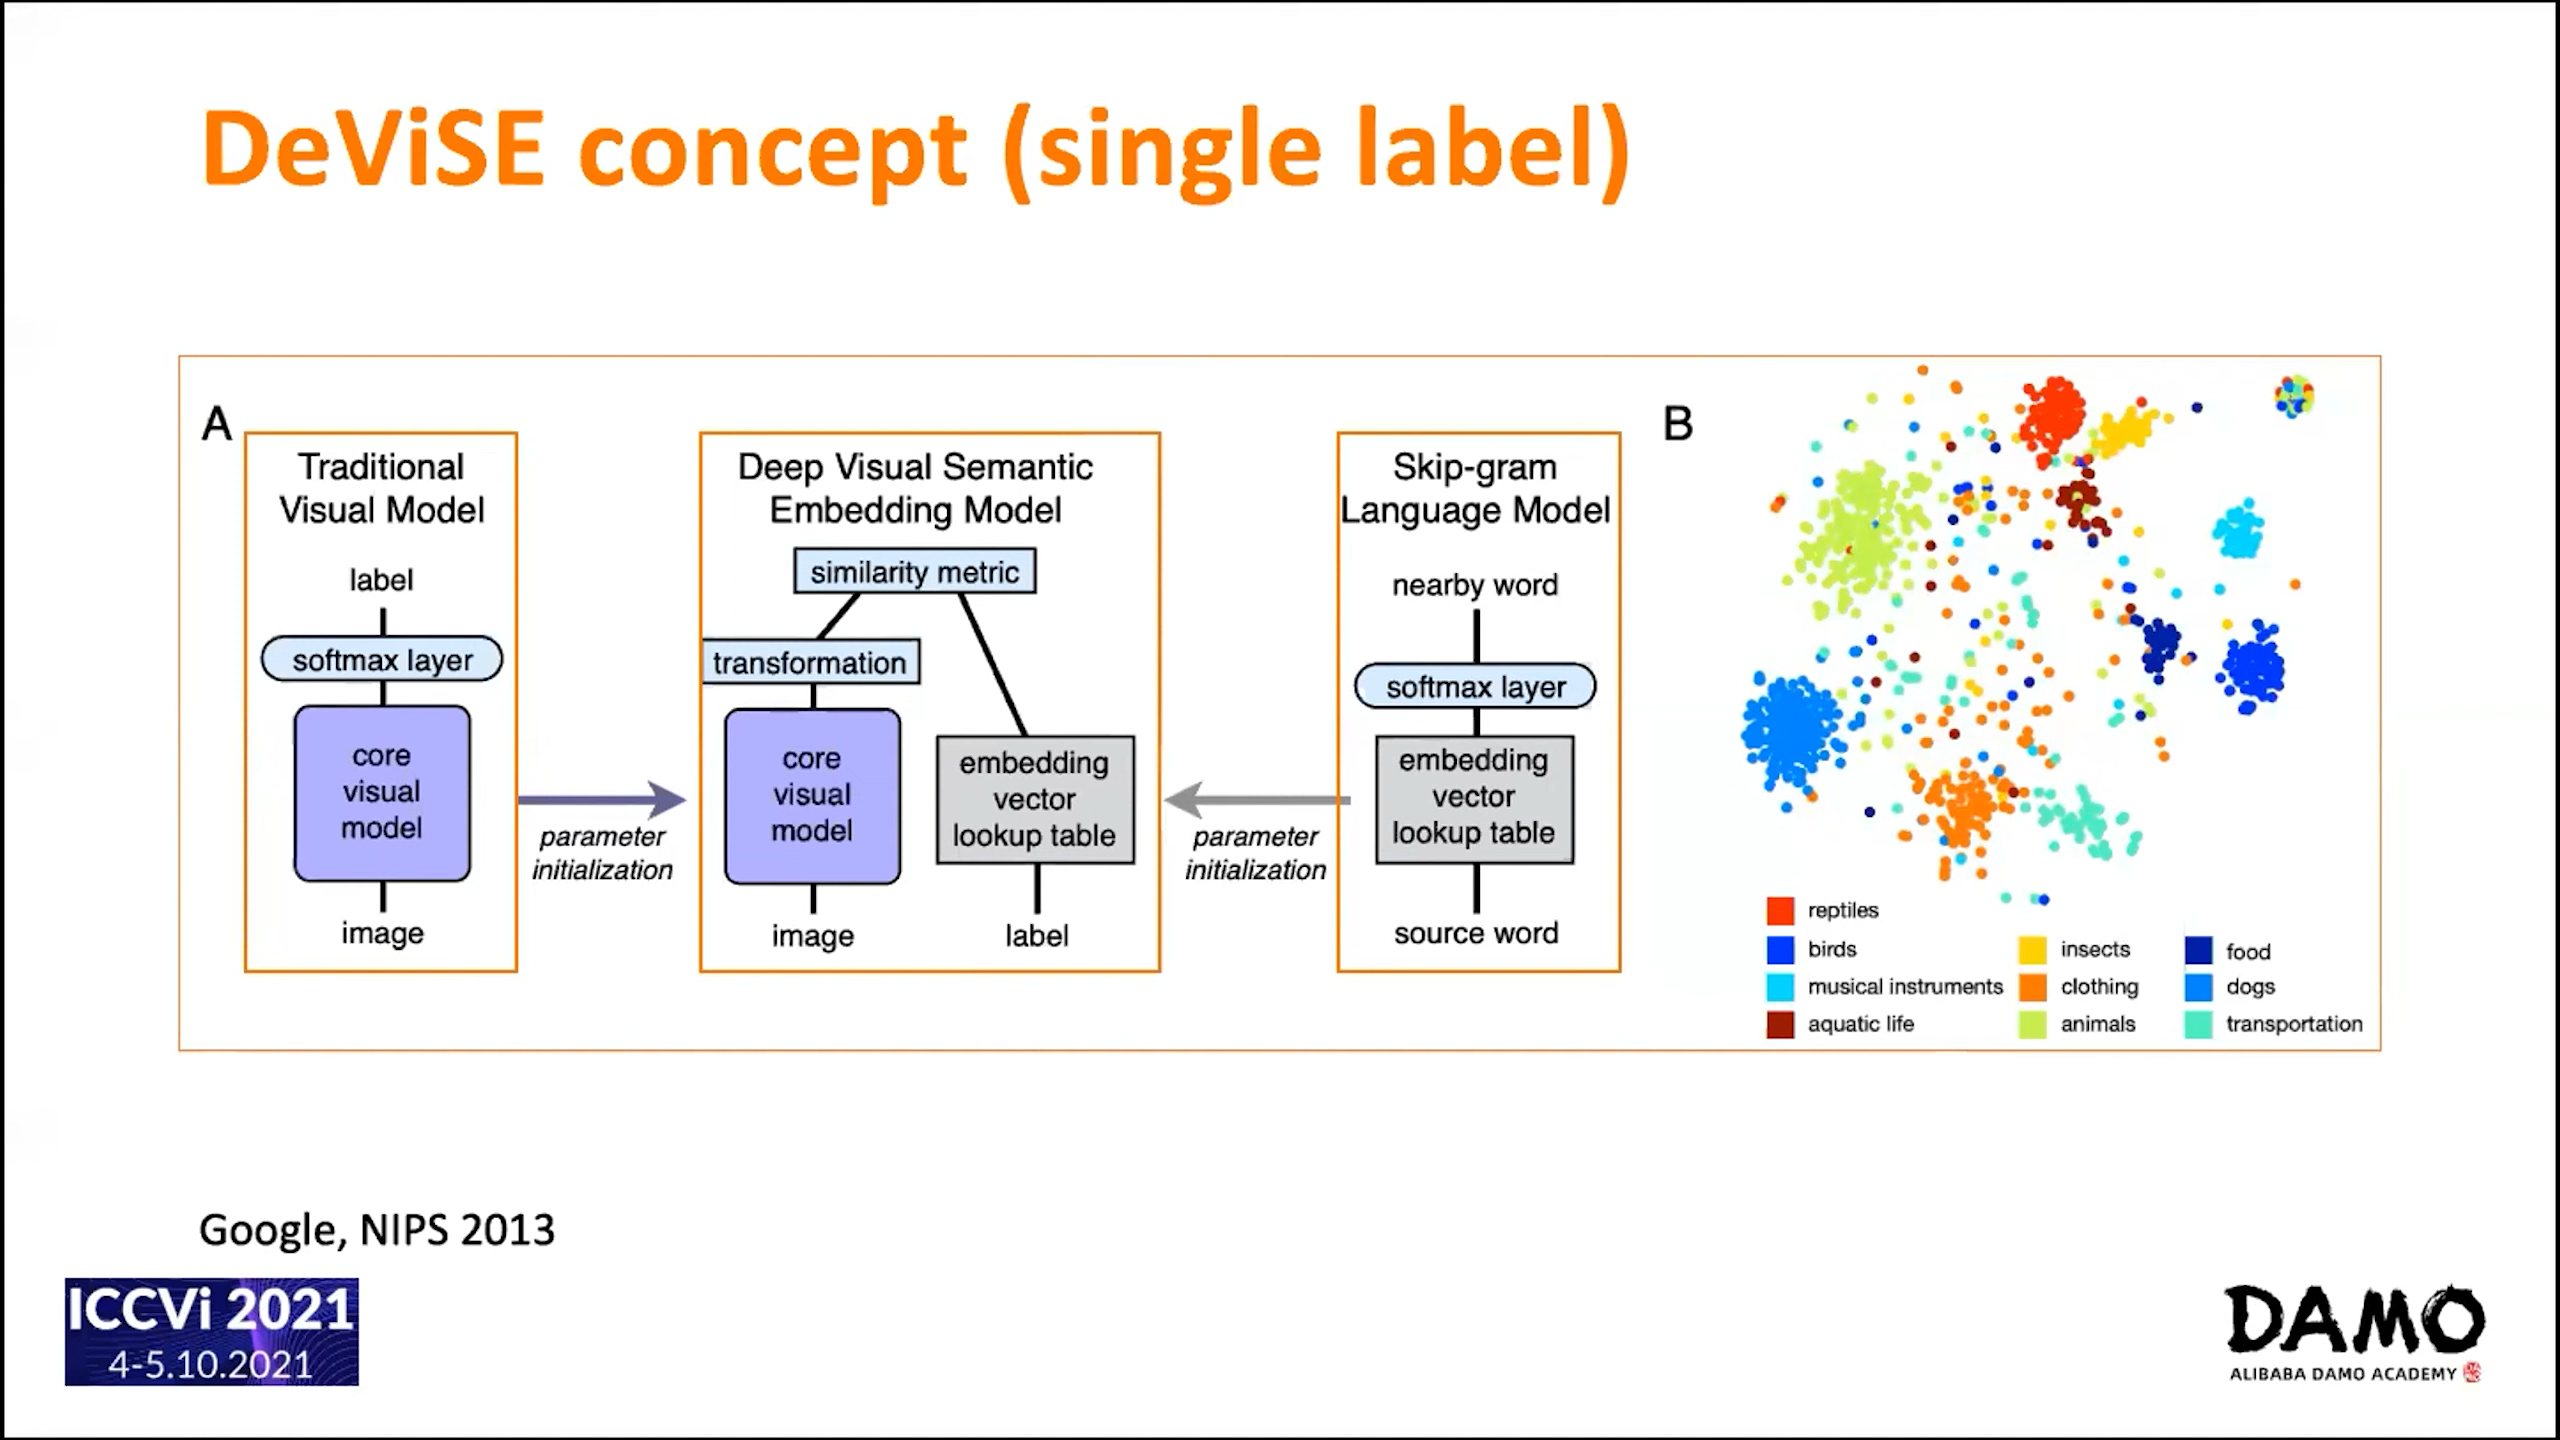 DeViSE concept (single label)
A
Traditional
Visual Model
label
softmax layer
core
visual
model
image
parameter
initialization
Deep Visual Semantic
Embedding Model
similarity metric
transformation
core
visual
model
image
embedding
vector
lookup table
label
parameter
initialization
Skip-gram
Language Model
nearby word
softmax layer
embedding
vector
lookup table
source word
B
reptiles
birds
musical instruments
aquatic life
insects
clothing
animals
food
dogs
transportation
Google, NIPS 2013
ICCVi 2021
4-5.10.2021
DAMO
ALIBABA DAMO ACADEMY